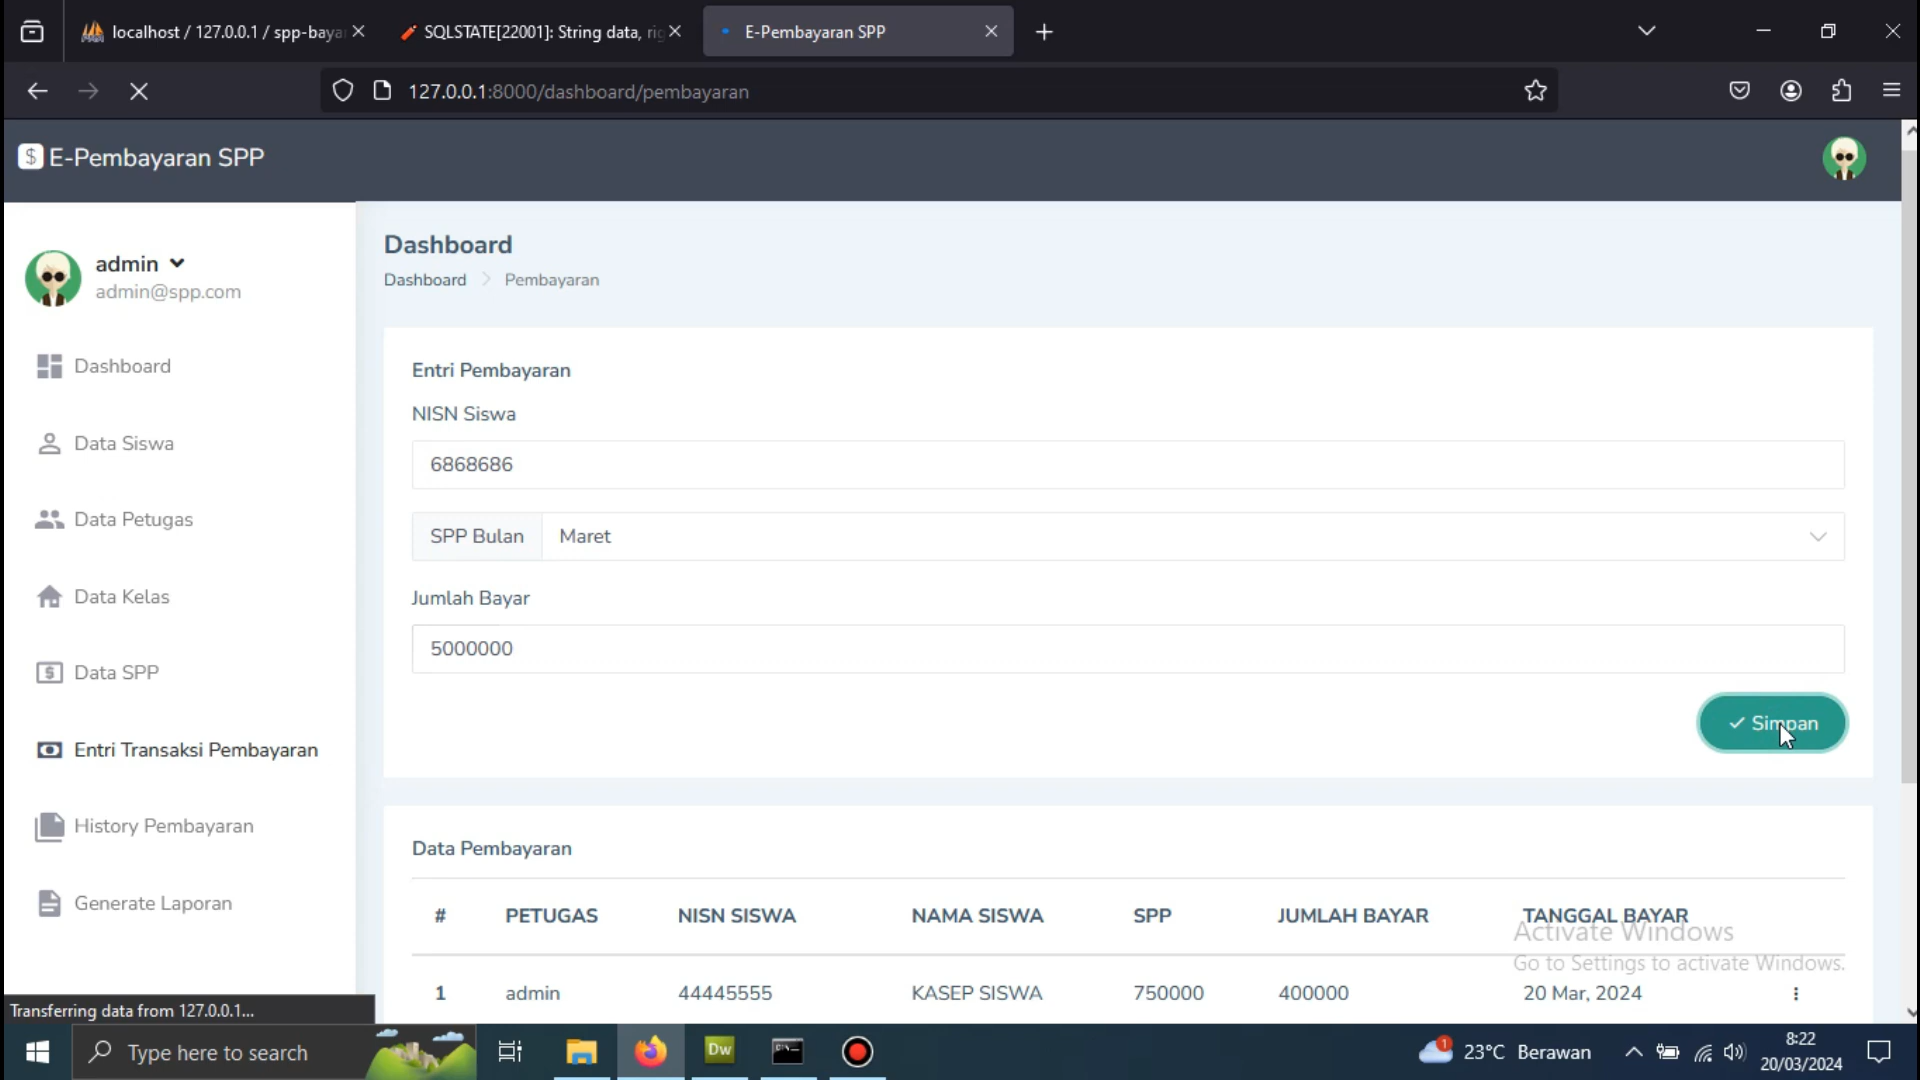 localhost / 127.0.0.1 / spp-baya
SQLSTATE[22001]: String data, rig
E-Pembayaran SPP
127.0.0.1:8000/dashboard/pembayaran
$ E-Pembayaran SPP
admin
admin@spp.com
Dashboard
Data Siswa
Data Petugas
Data Kelas
Data SPP
Entri Transaksi Pembayaran
History Pembayaran
Generate Laporan
Dashboard
Dashboard Pembayaran
Entri Pembayaran
NISN Siswa
6868686
SPP Bulan Maret
Jumlah Bayar
5000000
Simpan
Data Pembayaran
# PETUGAS NISN SISWA NAMA SISWA SPP JUMLAH BAYAR TANGGAL BAYAR
1 admin 44445555 KASEP SISWA 750000 400000 20 Mar, 2024
Activate Windows
Go to Settings to activate Windows.
Transferring data from 127.0.0.1...
Type here to search
Dw
C:\.
1
23°C Berawan
8:22
20/03/2024